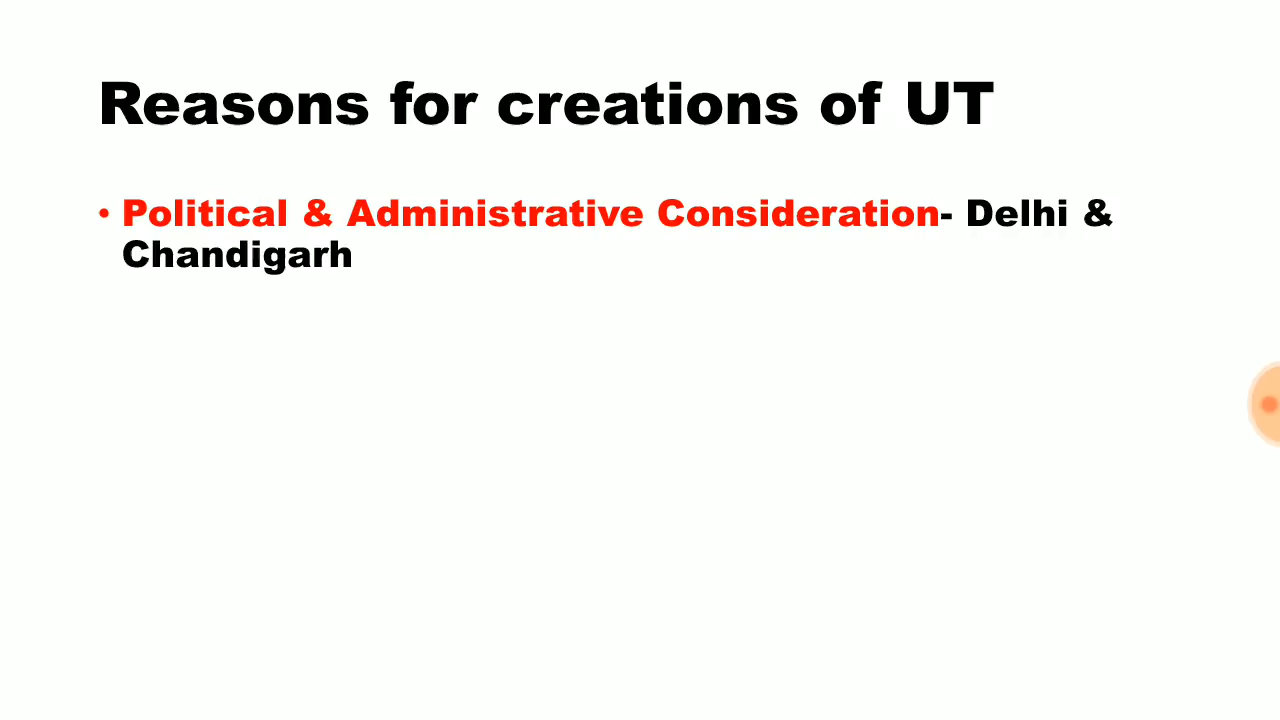 Reasons for creations of UT
• Political & Administrative Consideration- Delhi &
Chandigarh